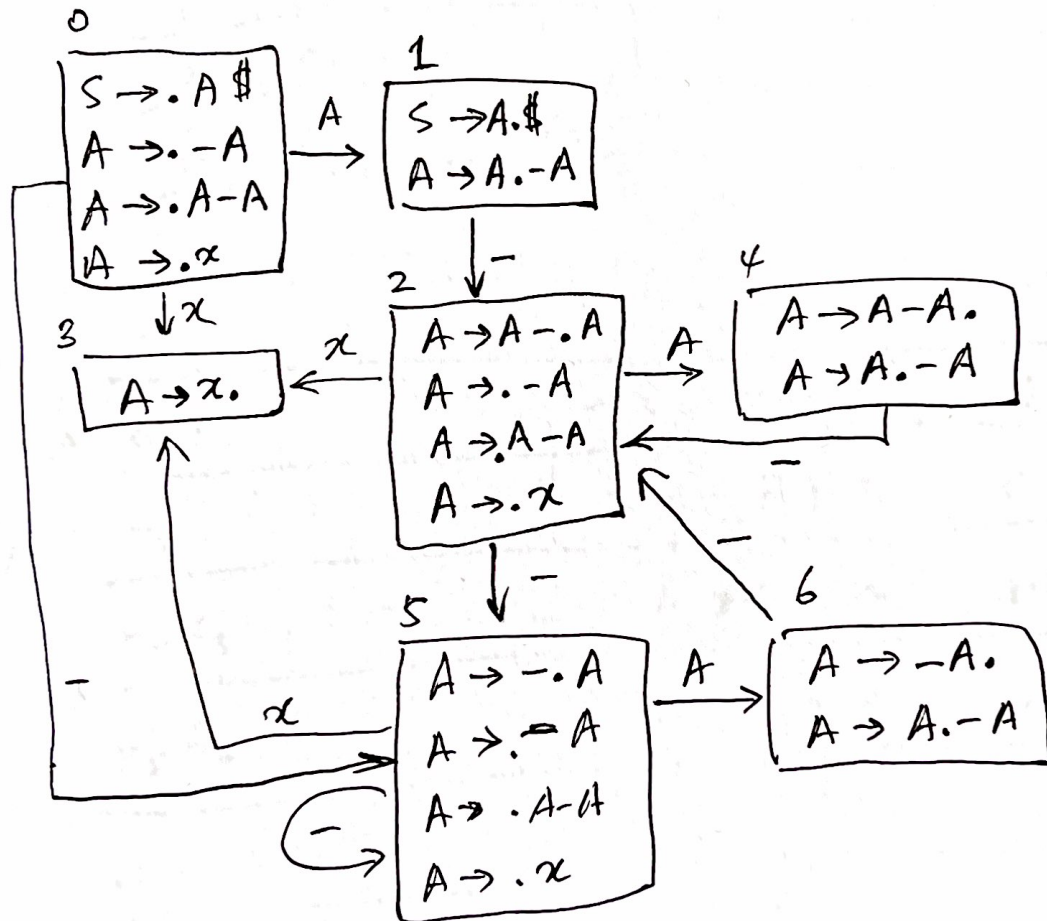 0
S → . A $
A → . - A
A → . A - A
A → . x
A
1
S → A . $
A → A . - A
-
x
2
A → A - . A
A → . - A
A → . A - A
A → . x
A
4
A → A - A .
A → A . - A
-
3
A → x .
x
-
-
5
A → - . A
A → . - A
A → . A - A
A → . x
A
6
A → - A .
A → A . - A
-
x
-